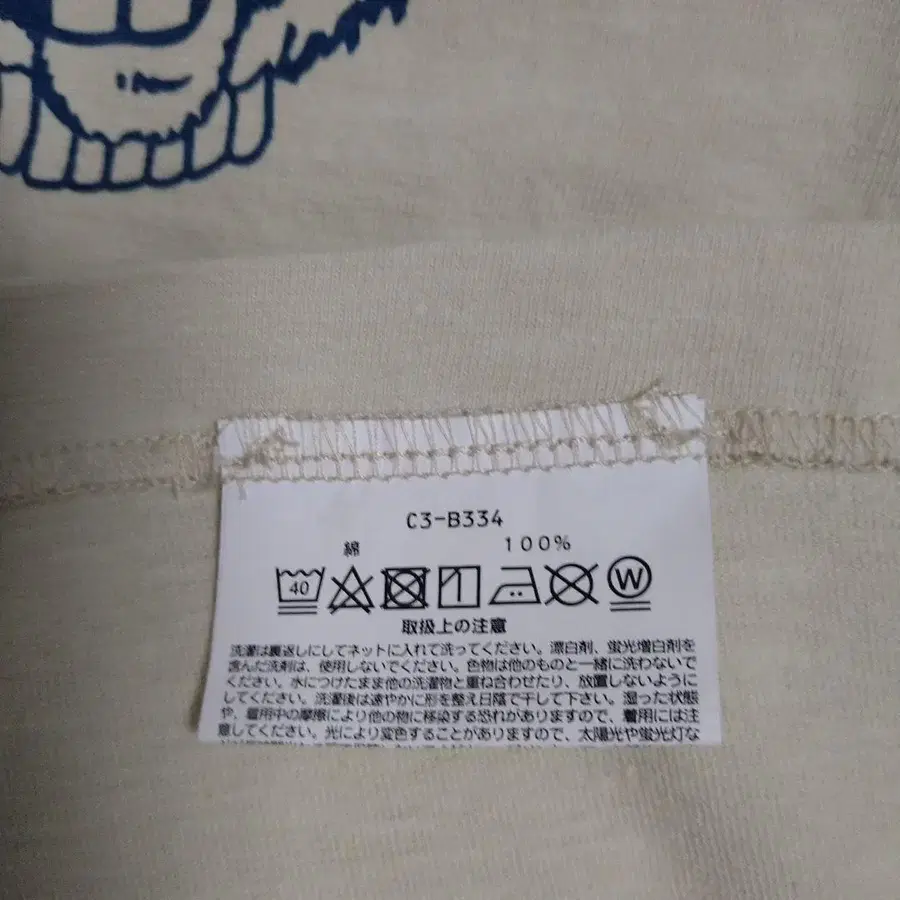 C3-B334
綿 100%
40 W
取扱上の注意
洗濯は裏返しにしてネットに入れて洗ってください。漂白剤、蛍光増白剤を
含んだ洗剤は、使用しないでください。色物は他のものと一緒に洗わないで
ください。水につけたまま他の洗濯物と重ね合わせたり、放置しないように
してください。洗濯後は速やかに形を整え日陰で干して下さい。湿った状態
や、着用中の摩擦により他の物に移染する恐れがありますので、着用には注
意してください。光により変色することがありますので、太陽光や蛍光灯な